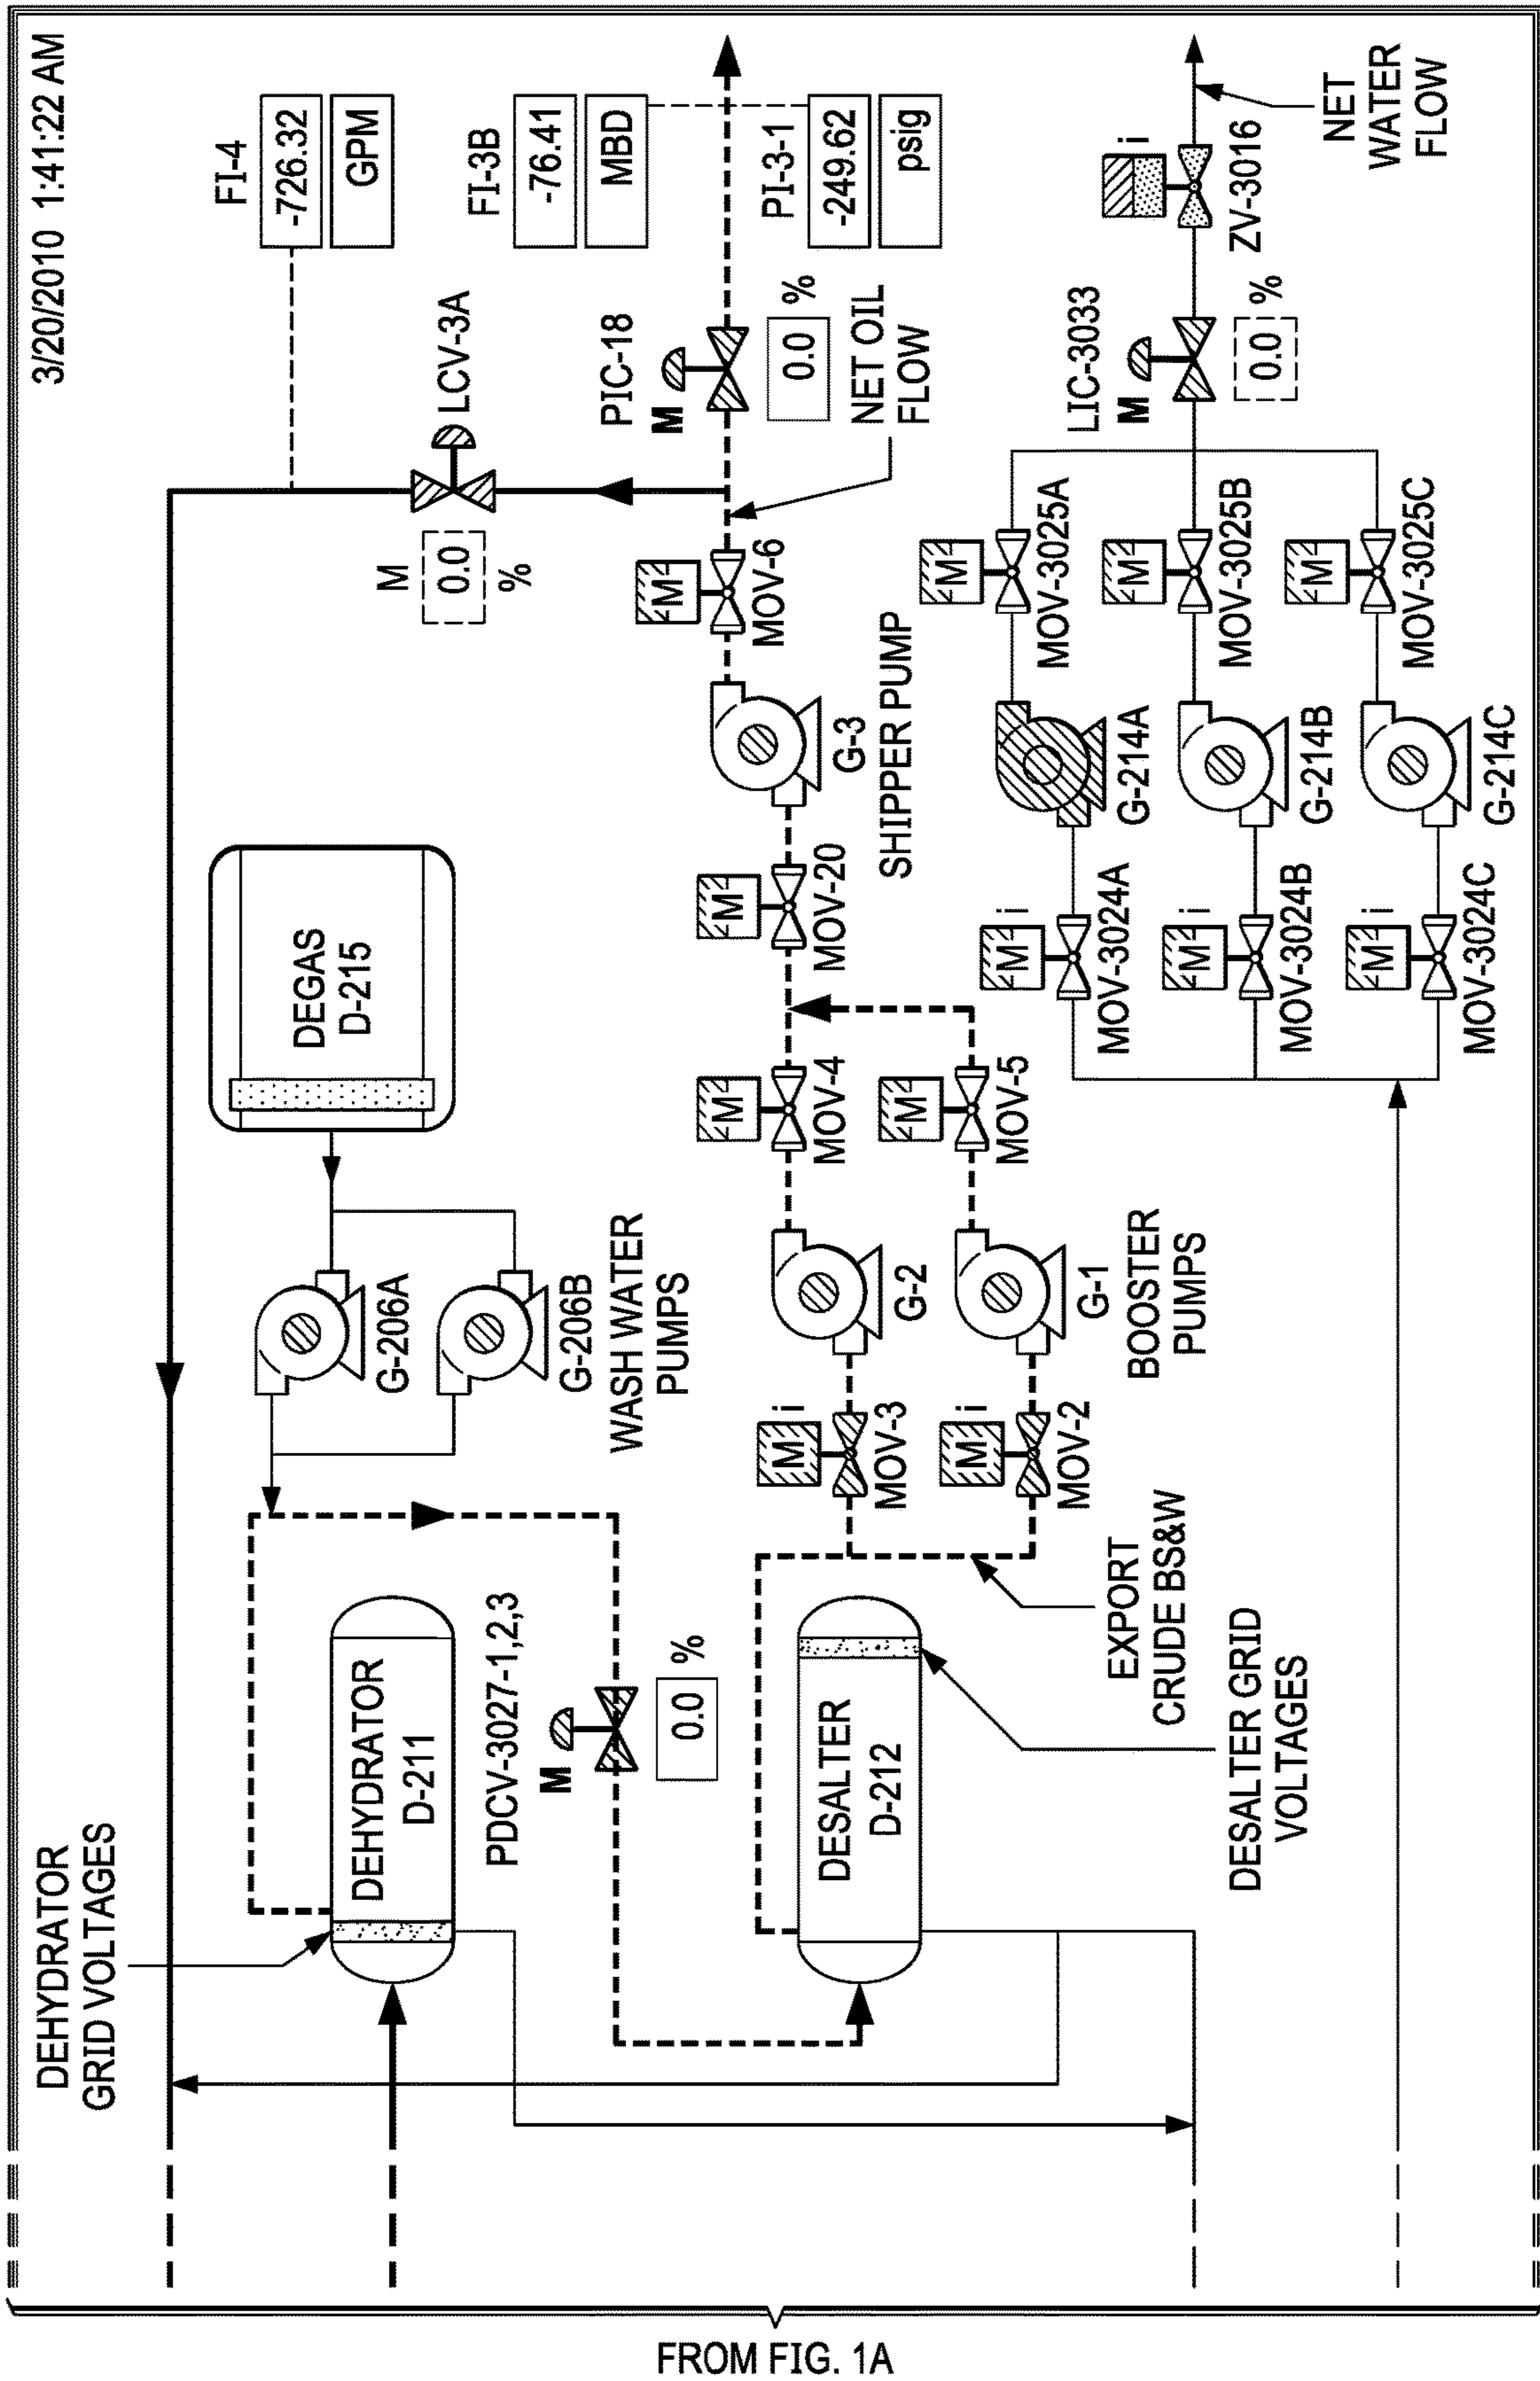 3/20/2010 1:41:22 AM
DEHYDRATOR
GRID VOLTAGES
DEHYDRATOR
D-211
PDCV-3027-1,2,3
M
0.0
%
G-206A
G-206B
WASH WATER
PUMPS
DEGAS
D-215
M
0.0
%
LCV-3A
FI-4
-726.32
GPM
FI-3B
-76.41
MBD
PI-3-1
-249.62
psig
DESALTER
D-212
DESALTER GRID
VOLTAGES
EXPORT
CRUDE BS&W
M
i
MOV-3
M
i
MOV-2
G-2
G-1
BOOSTER
PUMPS
M
MOV-4
M
MOV-5
M
MOV-20
G-3
SHIPPER PUMP
M
MOV-6
PIC-18
M
0.0
%
NET OIL
FLOW
M
i
MOV-3024A
M
i
MOV-3024B
M
i
MOV-3024C
G-214A
G-214B
G-214C
M
MOV-3025A
M
MOV-3025B
M
MOV-3025C
LIC-3033
M
0.0
%
i
ZV-3016
NET
WATER
FLOW
FROM FIG. 1A